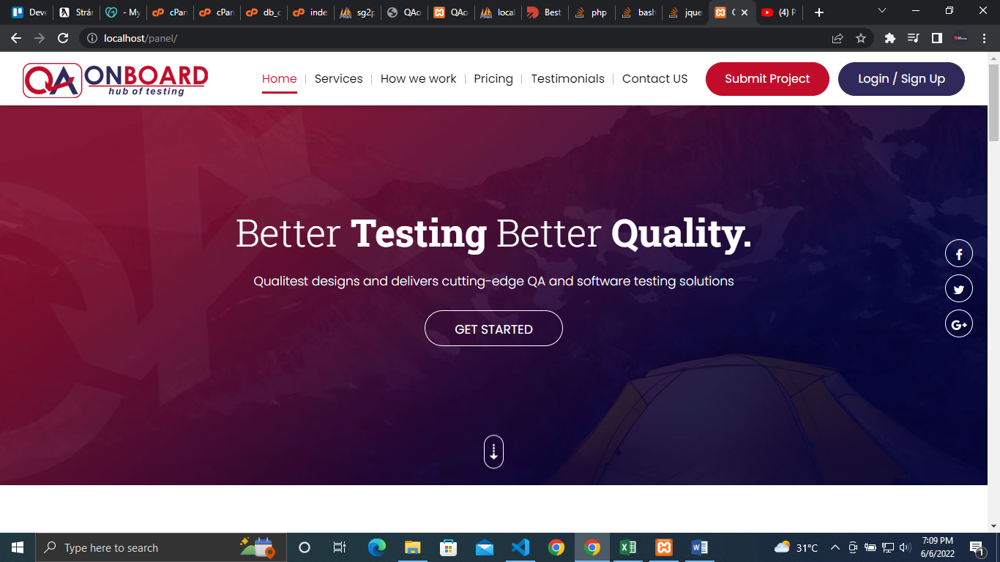 Deve
Strán
- My
cPan
cPan
db_c
inde
sg2p
QAo
QAo
local
Best
php
bash
jque
(4) P
localhost/panel/
QA ONBOARD
hub of testing
Home
Services
How we work
Pricing
Testimonials
Contact US
Submit Project
Login / Sign Up
Better Testing Better Quality.
Qualitest designs and delivers cutting-edge QA and software testing solutions
GET STARTED
Type here to search
31°C
7:09 PM
6/6/2022
1